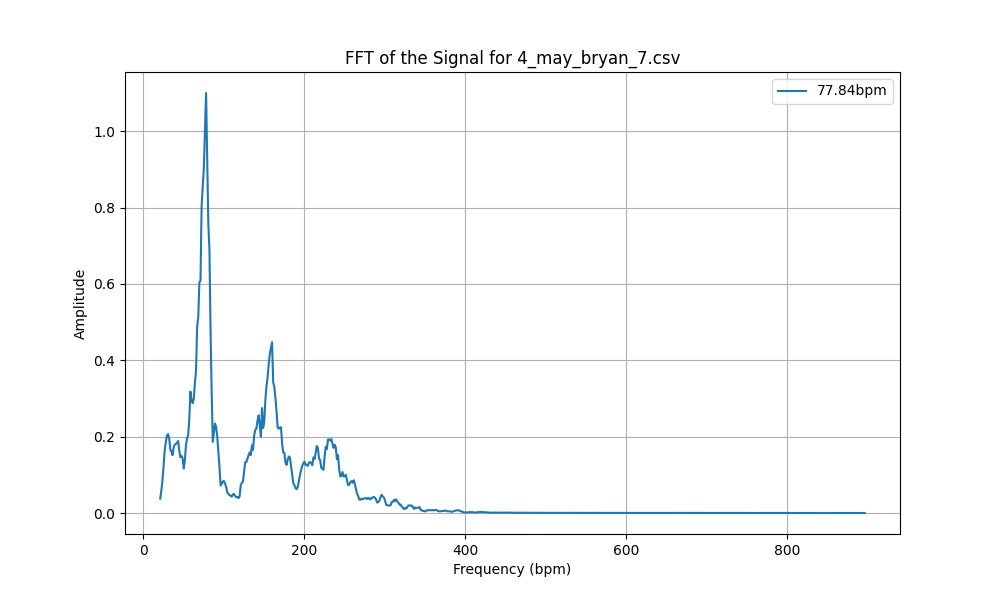 FFT of the Signal for 4_may_bryan_7.csv
77.84bpm
Amplitude
1.0
0.8
0.6
0.4
0.2
0.0
0 200 400 600 800
Frequency (bpm)